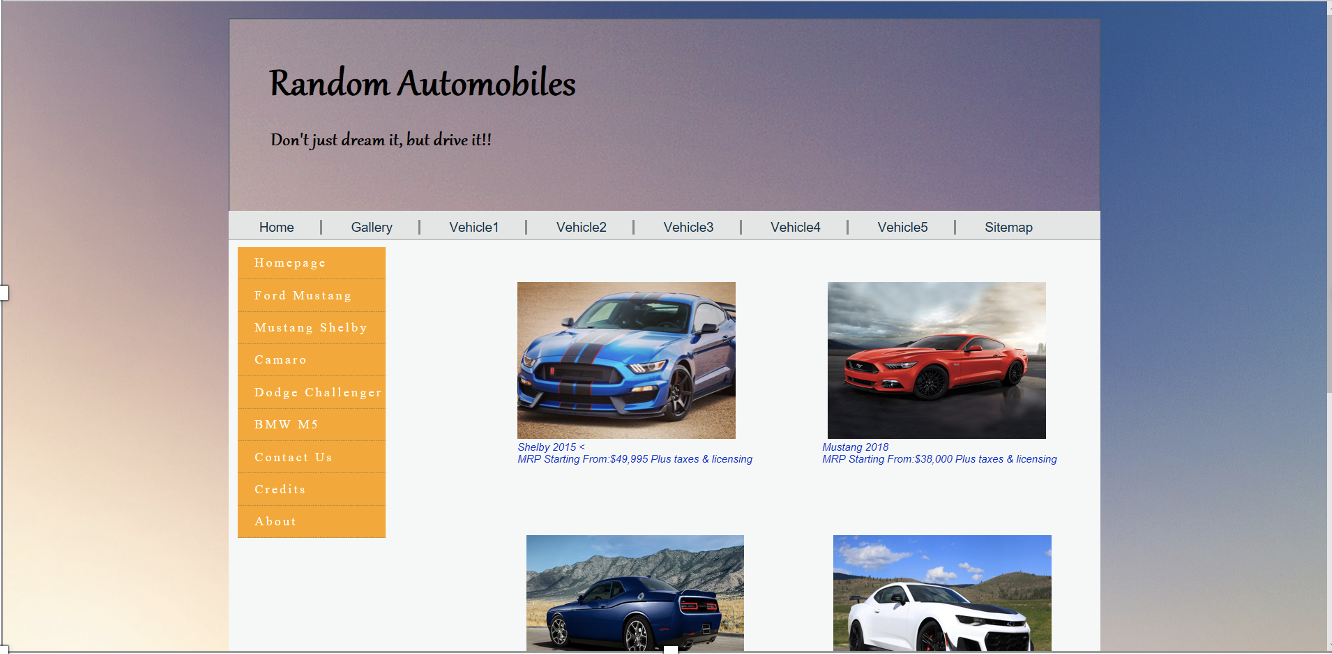 Random Automobiles
Don't just dream it, but drive it!!
Home | Gallery | Vehicle1 | Vehicle2 | Vehicle3 | Vehicle4 | Vehicle5 | Sitemap
Homepage
Ford Mustang
Mustang Shelby
Camaro
Dodge Challenger
BMW M5
Contact Us
Credits
About
Shelby 2015 <
MRP Starting From:$49,995 Plus taxes & licensing
Mustang 2018
MRP Starting From:$38,000 Plus taxes & licensing